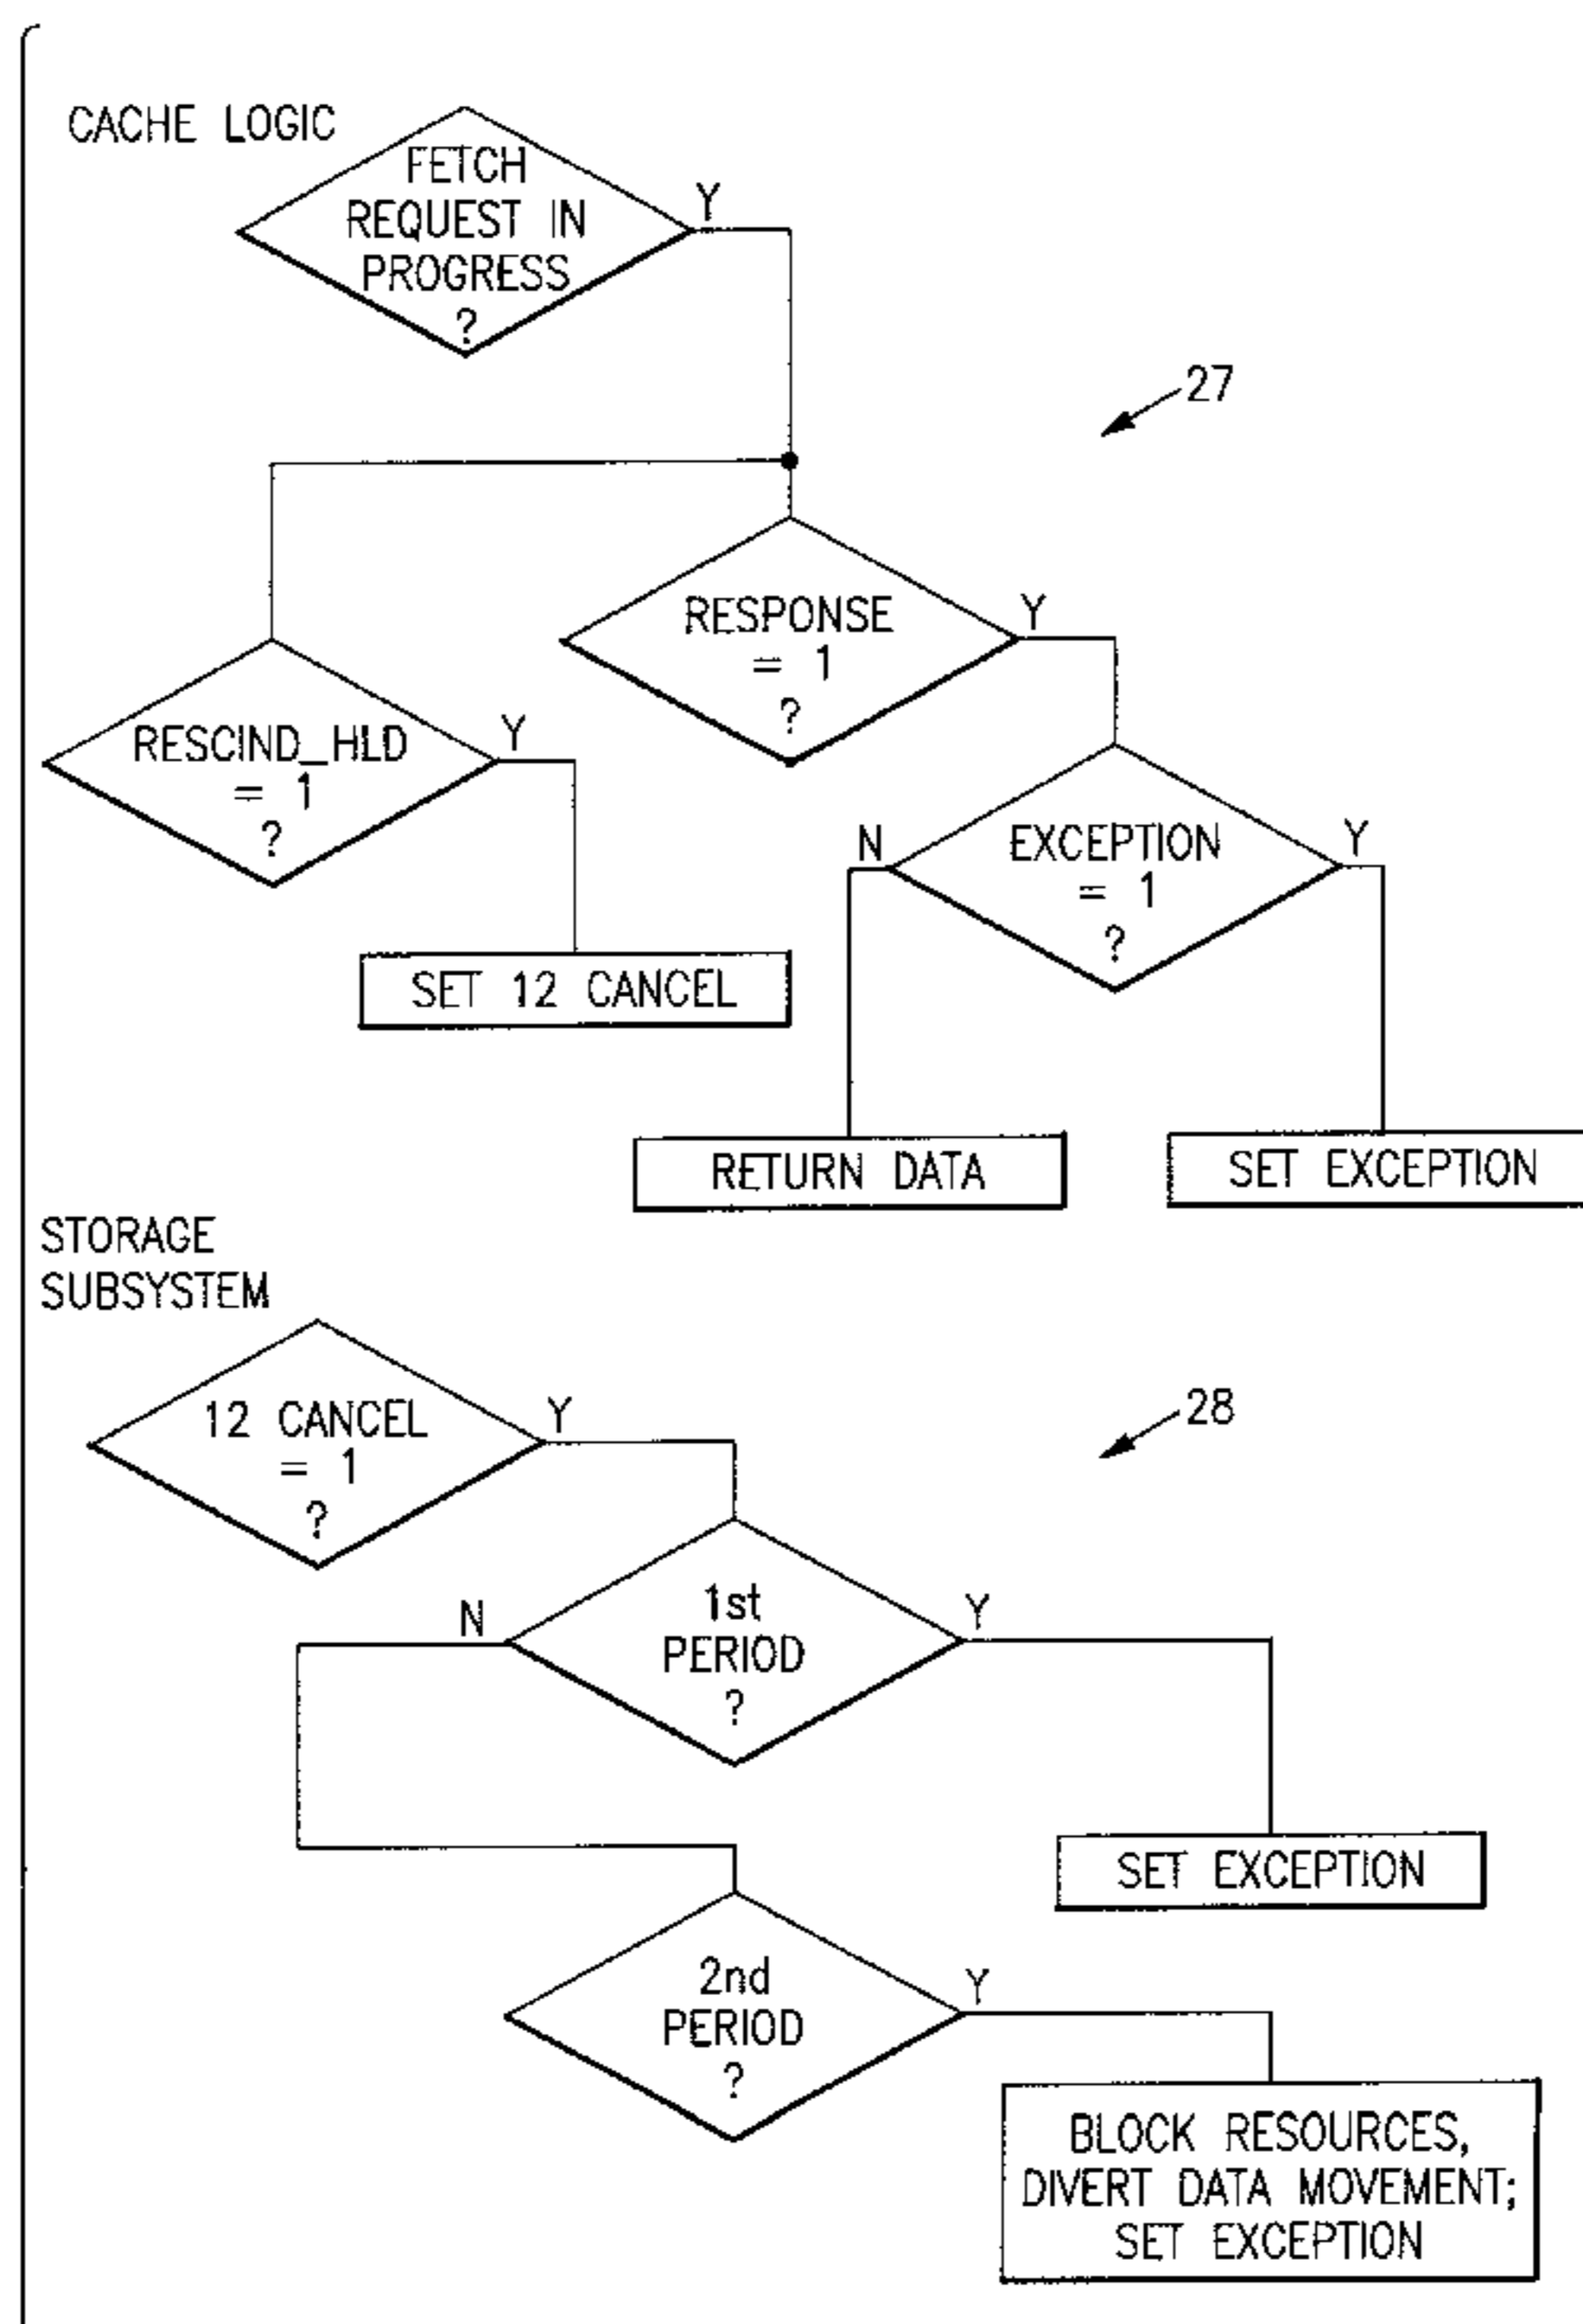 CACHE LOGIC
FETCH
REQUEST IN
PROGRESS
?
Y
27
RESPONSE
= 1
?
Y
RESCIND_HLD
= 1
?
Y
EXCEPTION
= 1
?
N
Y
SET 12 CANCEL
RETURN DATA
SET EXCEPTION
STORAGE
SUBSYSTEM
12 CANCEL
= 1
?
Y
28
1st
PERIOD
?
N
Y
SET EXCEPTION
2nd
PERIOD
?
Y
BLOCK RESOURCES,
DIVERT DATA MOVEMENT;
SET EXCEPTION